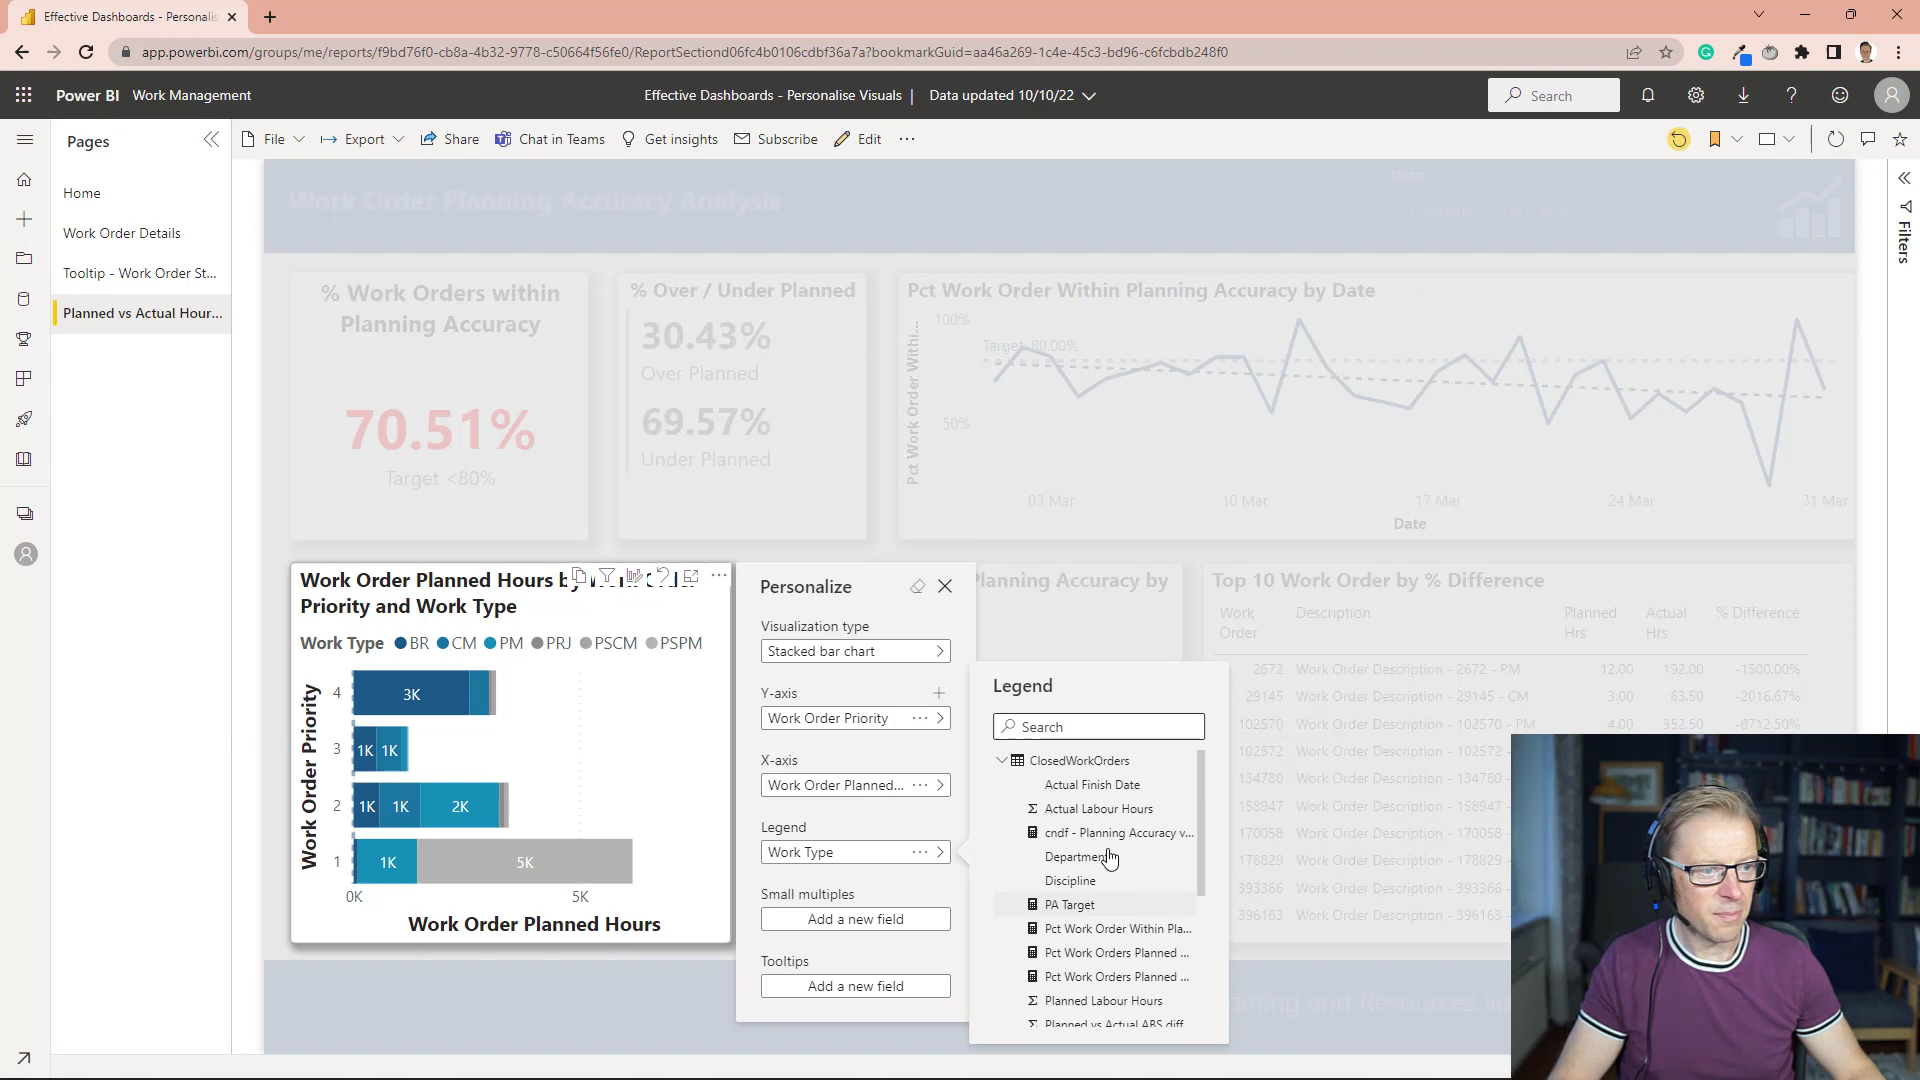 Effective Dashboards - Personalis
app.powerbi.com/groups/me/reports/f9bd76f0-cb8a-4b32-9778-c50664f56fe0/ReportSectiond06fc4b0106cdbf36a7a?bookmarkGuid=aa46a269-1c4e-45c3-bd96-c6fcbdb248f0
Power BI Work Management
Effective Dashboards - Personalise Visuals | Data updated 10/10/22
Search
Pages
File Export Share Chat in Teams Get insights Subscribe Edit ...
Home
Work Order Details
Tooltip - Work Order St...
Planned vs Actual Hour...
Filters
Work Order Planning Accuracy Analysis
% Work Orders within
Planning Accuracy
70.51%
Target <80%
% Over / Under Planned
30.43%
Over Planned
69.57%
Under Planned
Pct Work Order Within Planning Accuracy by Date
Pct Work Order Withi...
100%
50%
Target: 80.00%
03 Mar 10 Mar 17 Mar 24 Mar 31 Mar
Date
Work Order Planned Hours by Work Order
Priority and Work Type
Work Type BR CM PM PRJ PSCM PSPM
Work Order Priority
4 3K
3 1K 1K
2 1K 1K 2K
1 1K 5K
0K 5K
Work Order Planned Hours
Personalize
Visualization type
Stacked bar chart
Y-axis
Work Order Priority
X-axis
Work Order Planned...
Legend
Work Type
Small multiples
Add a new field
Tooltips
Add a new field
Planning Accuracy by
Legend
Search
ClosedWorkOrders
Actual Finish Date
Actual Labour Hours
cndf - Planning Accuracy v...
Department
Discipline
PA Target
Pct Work Order Within Pla...
Pct Work Orders Planned ...
Pct Work Orders Planned ...
Planned Labour Hours
Planned vs Actual ABS diff
Top 10 Work Order by % Difference
Work Order Description Planned Hrs Actual Hrs % Difference
2672 Work Order Description - 2672 - PM 12.00 192.00 -1500.00%
29145 Work Order Description - 29145 - CM 3.00 63.50 -2016.67%
102570 Work Order Description - 102570 - PM 4.00 352.50 -8712.50%
102572 Work Order Description - 102572 -
134780 Work Order Description - 134780 -
158947 Work Order Description - 158947 -
170058 Work Order Description - 170058 -
178829 Work Order Description - 178829 -
393366 Work Order Description - 393366 -
396163 Work Order Description - 396163 -
ining and Resources